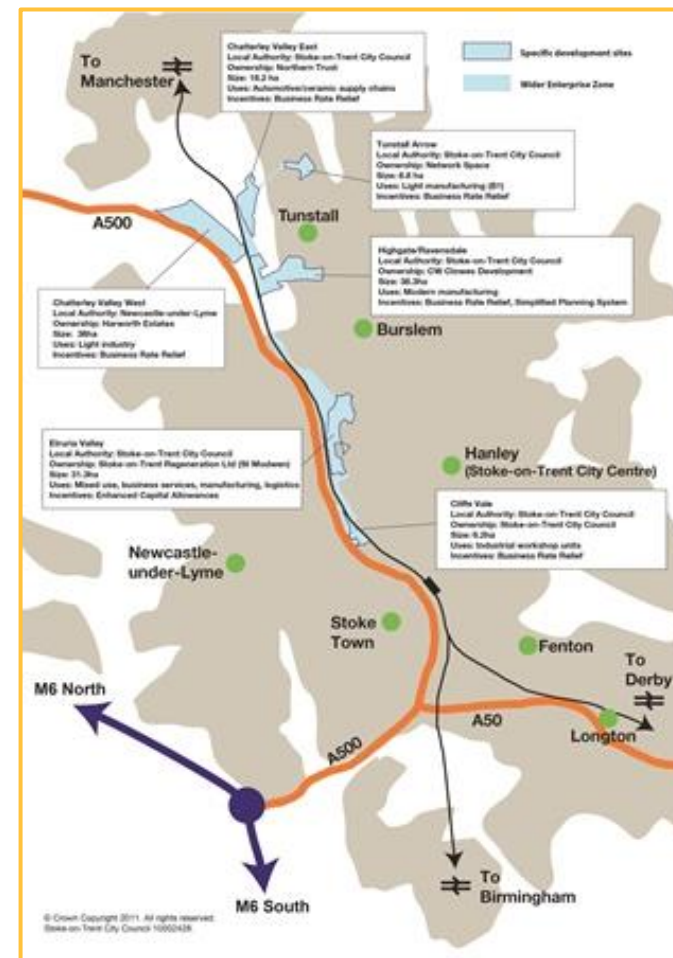 To
Manchester
Chatterley Valley East
Local Authority: Stoke-on-Trent City Council
Ownership: Northern Trust
Size: 18.2 ha
Uses: Automotive/ceramic supply chains
Incentives: Business Rate Relief
Specific development sites
Wider Enterprise Zone
Tunstall Arrow
Local Authority: Stoke-on-Trent City Council
Ownership: Network Space
Size: ha
Uses: Light manufacturing (B1)
Incentives: Business Rate Relief
A500
Tunstall
Highgate/Ravensdale
Local Authority: Stoke-on-Trent City Council
Ownership: CW Clowes Development
Size:
Uses: Modern manufacturing
Incentives: Business Rate Relief, Simplified Planning System
Chatterley Valley West
Local Authority: Newcastle-under-Lyme
Ownership: Harworth Estates
Size:
Uses: Light industry
Incentives: Business Rate Relief
Burslem
Etruria Valley
Local Authority: Stoke-on-Trent City Council
Ownership: Stoke-on-Trent Regeneration Ltd (St Modwen)
Size: 31.3ha
Uses: Mixed use, business services, manufacturing, logistics
Incentives: Enhanced Capital Allowances
Hanley
(Stoke-on-Trent City Centre)
Cliffe Vale
Local Authority: Stoke-on-Trent City Council
Ownership: Stoke-on-Trent City Council
Size:
Uses: Industrial workshop units
Incentives: Business Rate Relief
Newcastle-
under-Lyme
Stoke
Town
Fenton
To
Derby
M6 North
A50
Longton
A500
M6 South
To
Birmingham
© Crown Copyright 2011. All rights reserved.
Stoke-on-Trent City Council